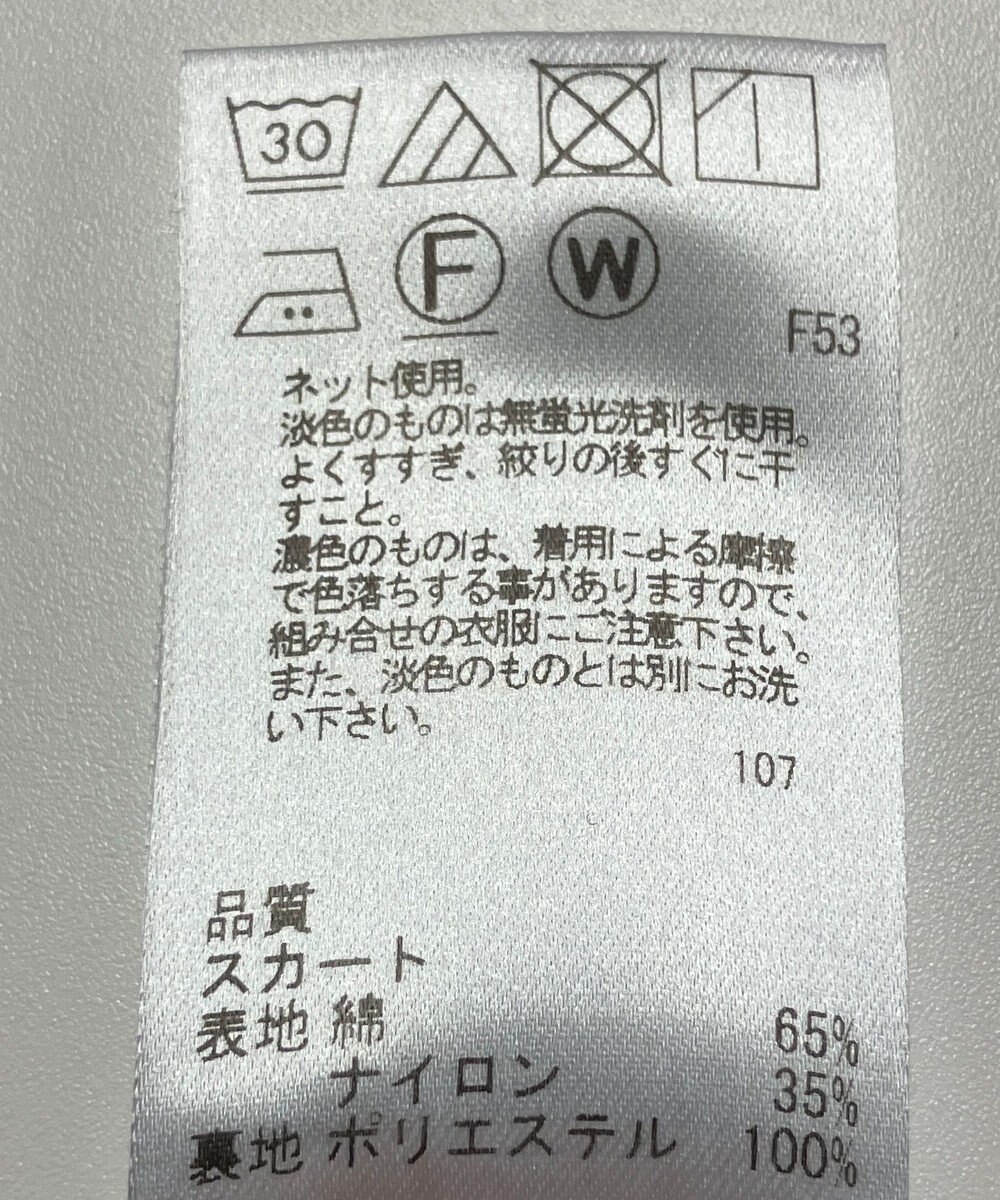 30
F W
F53
ネット使用。
淡色のものは無蛍光洗剤を使用。
よくすすぎ、絞りの後すぐに干
すこと。
濃色のものは、着用による摩擦
で色落ちする事がありますので、
組み合せの衣服にご注意下さい。
また、淡色のものとは別にお洗
い下さい。
107
品質
スカート
表地 綿 65%
ナイロン 35%
裏地 ポリエステル 100%